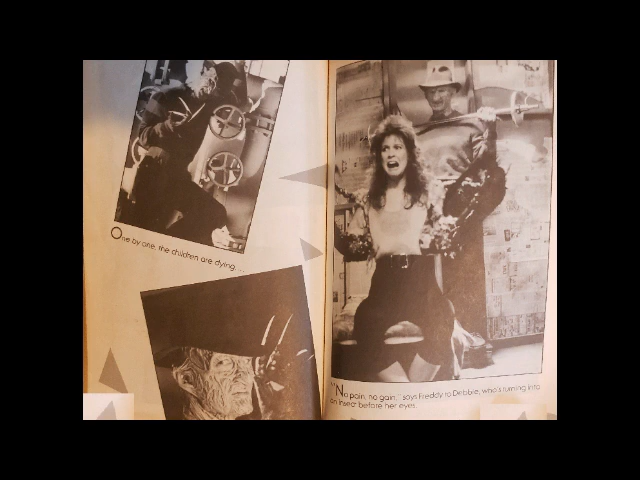 One by one, the children are dying....
"No pain, no gain," says Freddy to Debbie, who's turning into
an insect before her eyes.